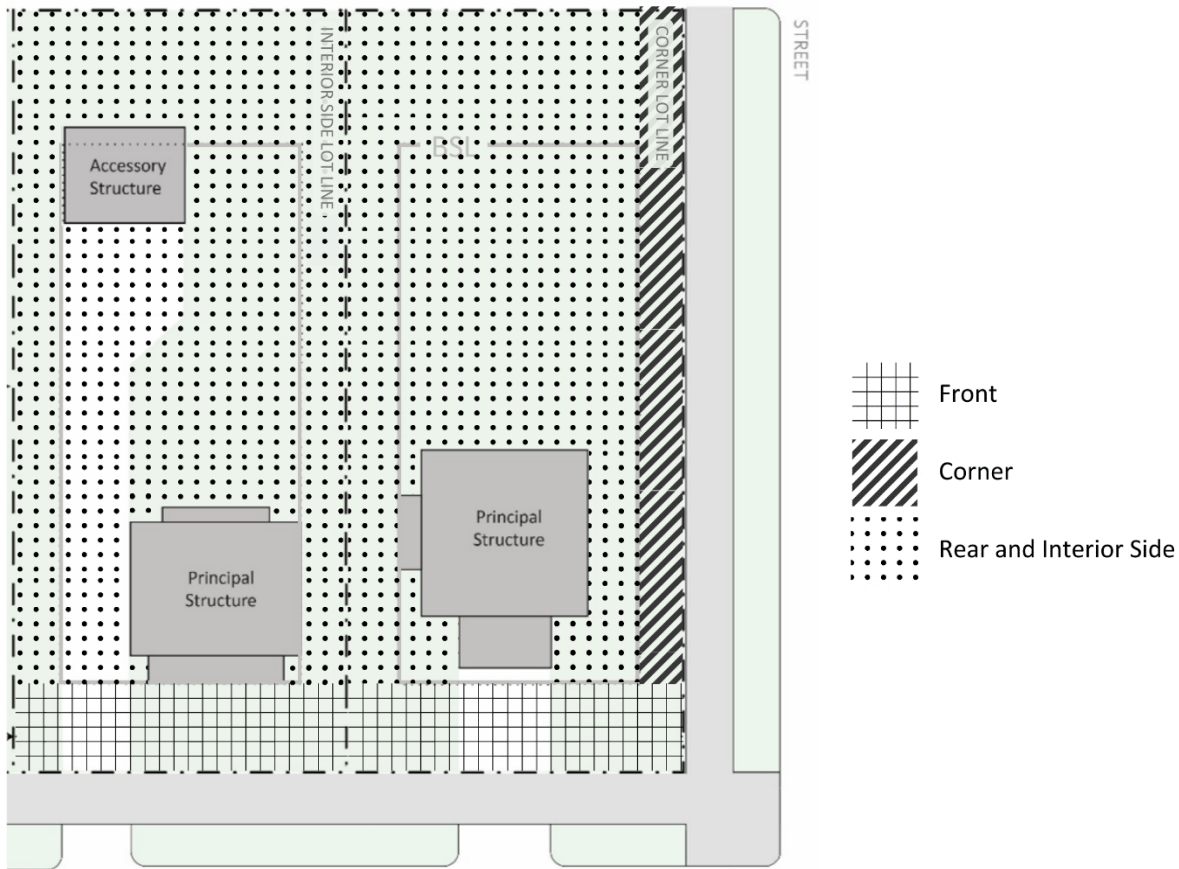 STREET
INTERIOR SIDE LOT LINE
CORNER LOT LINE
BSL
Accessory
Structure
Principal
Structure
Principal
Structure
Front
Corner
Rear and Interior Side